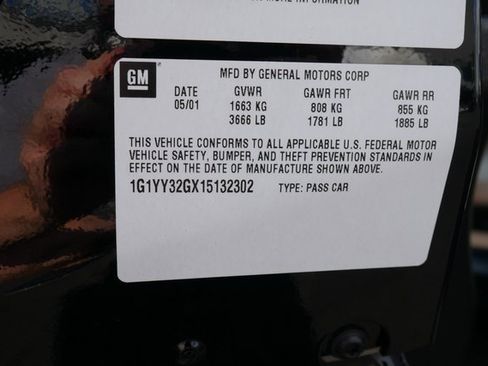 MORE INFORMATION
GM
MFD BY GENERAL MOTORS CORP
DATE GVWR GAWR FRT GAWR RR
05/01 1663 KG 808 KG 855 KG
3666 LB 1781 LB 1885 LB
THIS VEHICLE CONFORMS TO ALL APPLICABLE U.S. FEDERAL MOTOR
VEHICLE SAFETY, BUMPER, AND THEFT PREVENTION STANDARDS IN
EFFECT ON THE DATE OF MANUFACTURE SHOWN ABOVE.
1G1YY32GX15132302 TYPE: PASS CAR